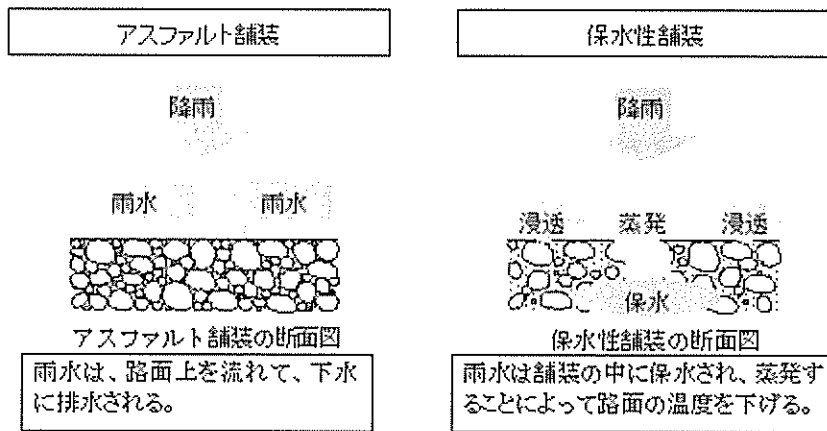 アスファルト舗装
降雨
雨水 雨水
アスファルト舗装の断面図
雨水は、路面上を流れて、下水
に排水される。
保水性舗装
降雨
浸透 蒸発 浸透
保水
保水性舗装の断面図
雨水は舗装の中に保水され、蒸発す
ることによって路面の温度を下げる。